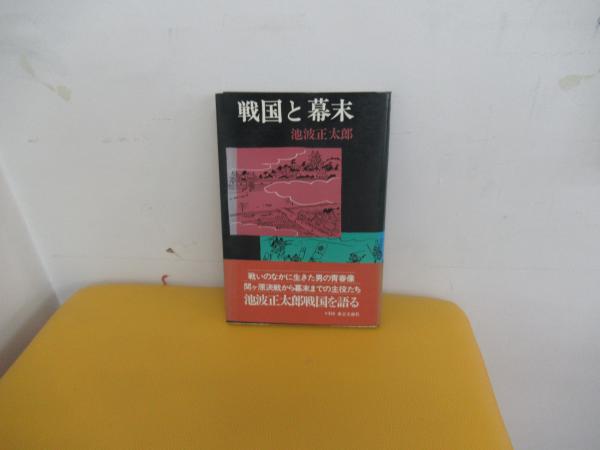 戦国と幕末
池波正太郎
戦いのなかに生きた男の青春像
関ヶ原決戦から幕末までの主役たち
池波正太郎戦国を語る